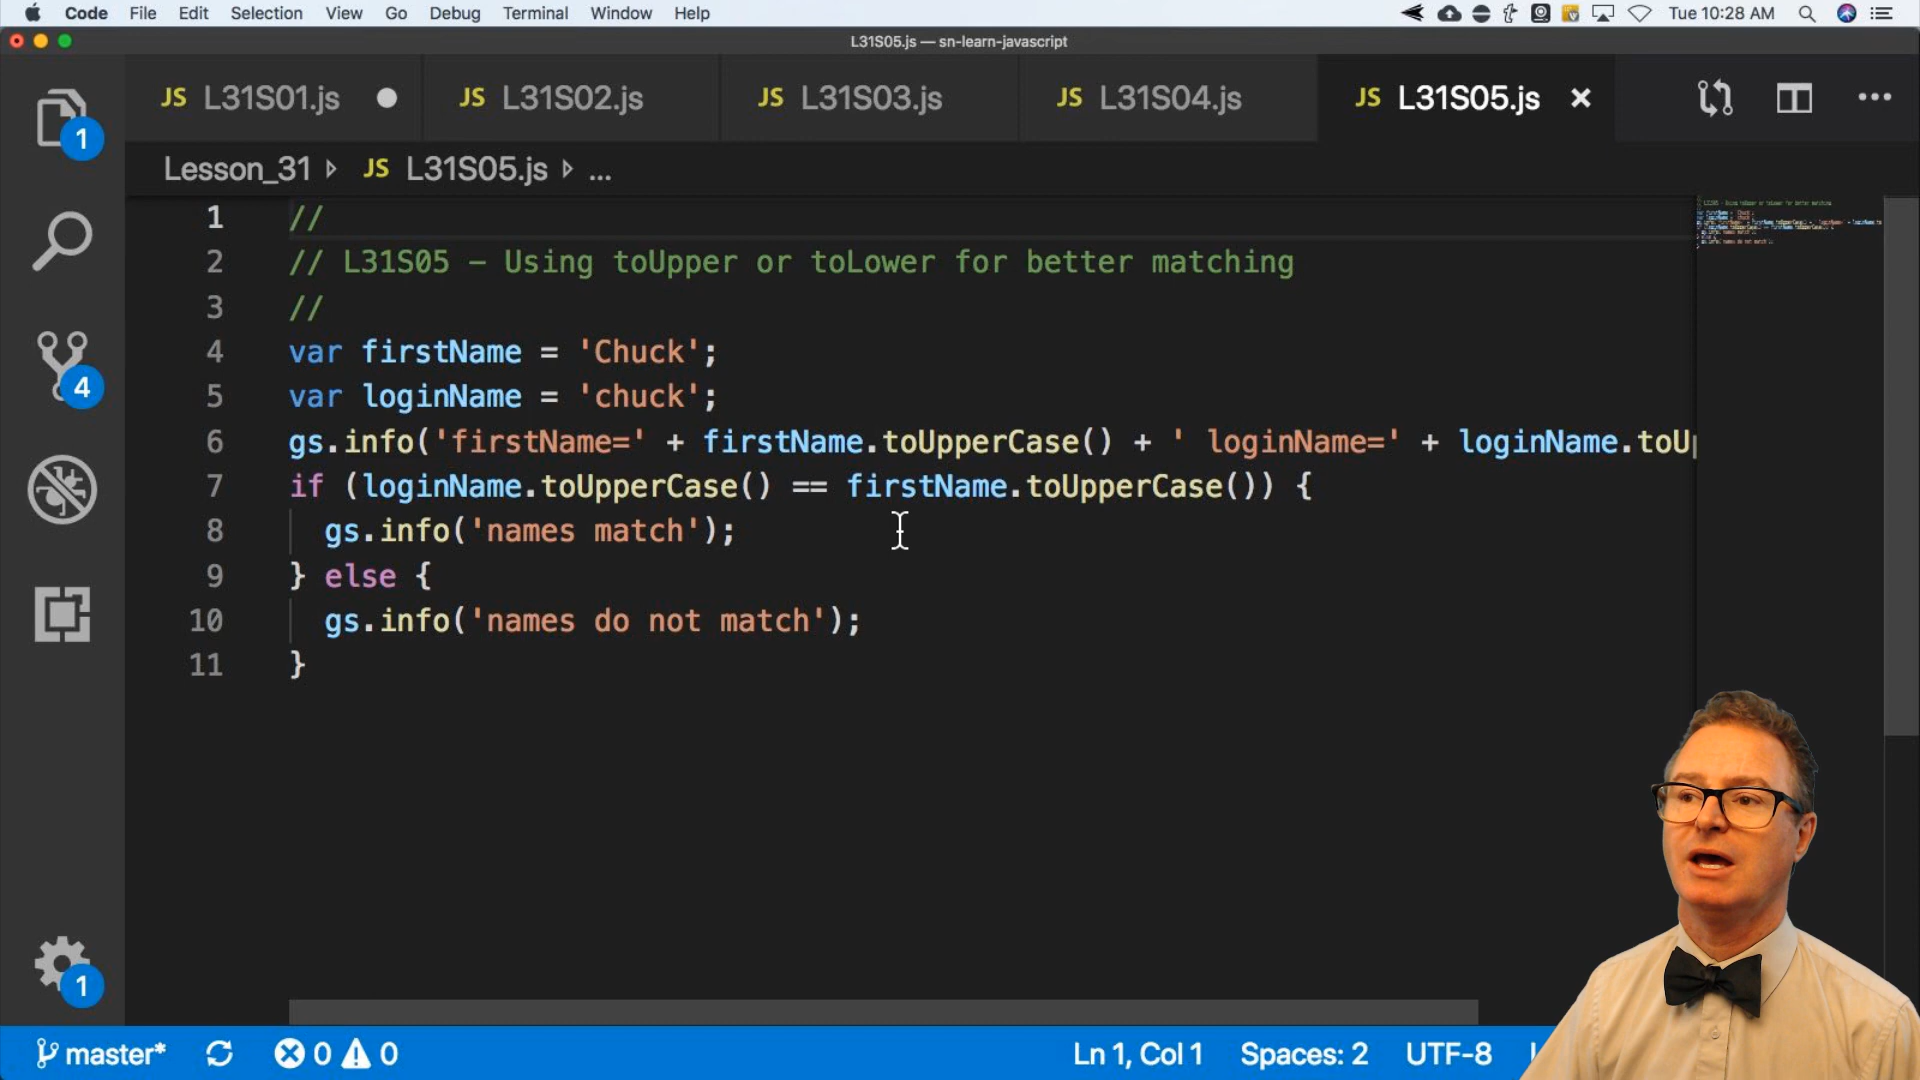 Code File Edit Selection View Go Debug Terminal Window Help Tue 10:28 AM
L31S05.js — sn-learn-javascript
JS L31S01.js JS L31S02.js JS L31S03.js JS L31S04.js JS L31S05.js
1
Lesson_31 JS L31S05.js ...
1 //
2 // L31S05 - Using toUpper or toLower for better matching
3 //
4 var firstName = 'Chuck';
5 var loginName = 'chuck';
6 gs.info('firstName=' + firstName.toUpperCase() + ' loginName=' + loginName.toUp
7 if (loginName.toUpperCase() == firstName.toUpperCase()) {
8 gs.info('names match');
9 } else {
10 gs.info('names do not match');
11 }
4
1
master* 0 0 Ln 1, Col 1 Spaces: 2 UTF-8